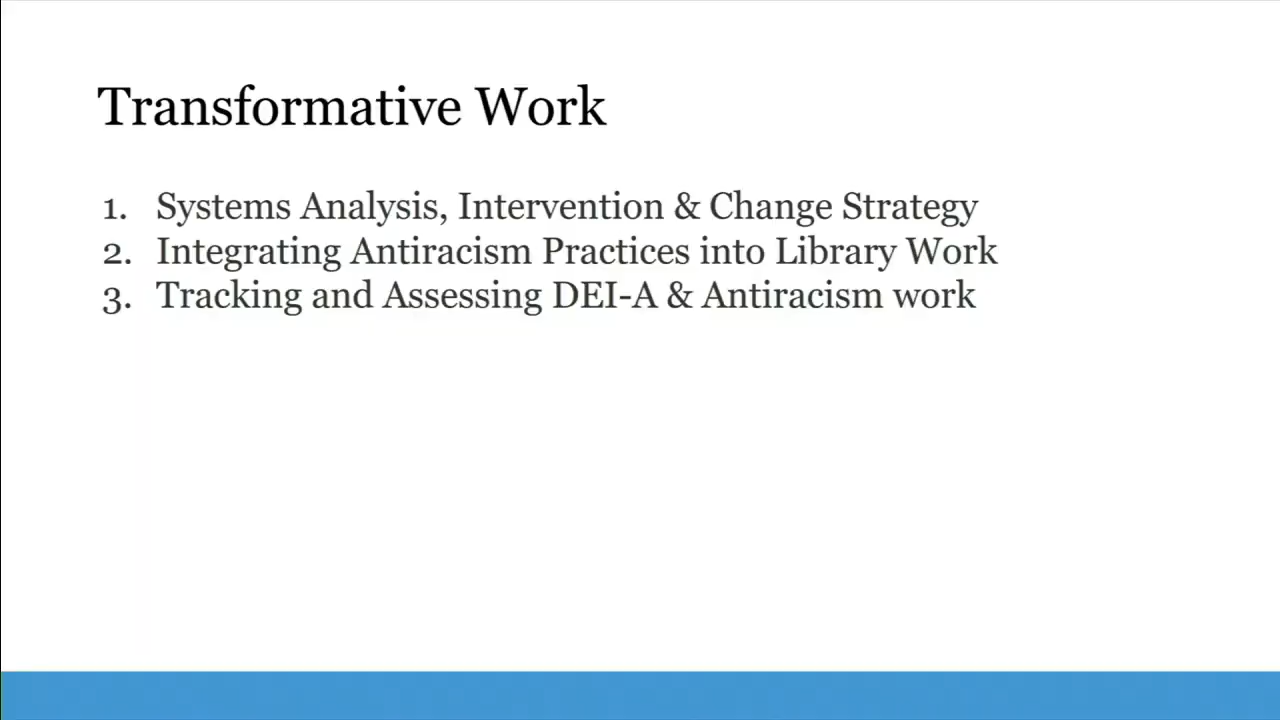 Transformative Work
1. Systems Analysis, Intervention & Change Strategy
2. Integrating Antiracism Practices into Library Work
3. Tracking and Assessing DEI-A & Antiracism work